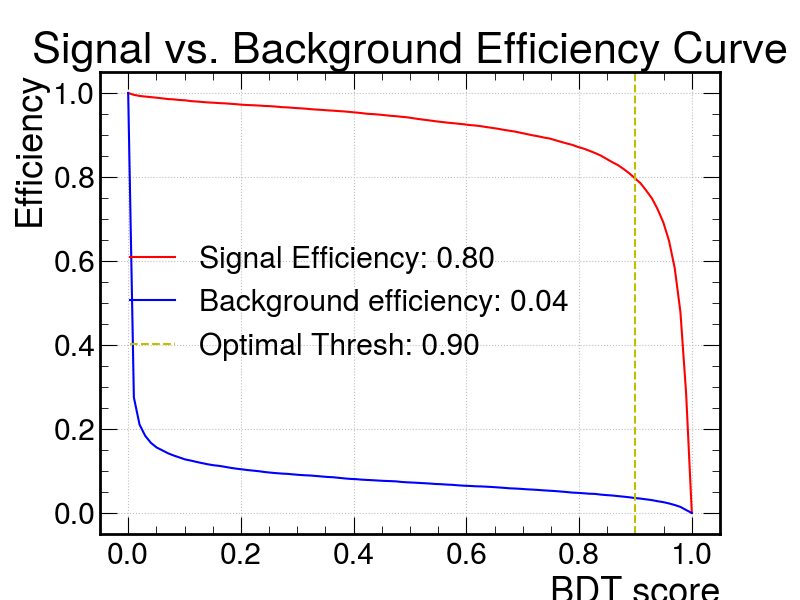 Signal vs. Background Efficiency Curve
Efficiency
1.0
0.8
0.6
0.4
0.2
0.0
Signal Efficiency: 0.80
Background efficiency: 0.04
Optimal Thresh: 0.90
0.0 0.2 0.4 0.6 0.8 1.0
BDT score